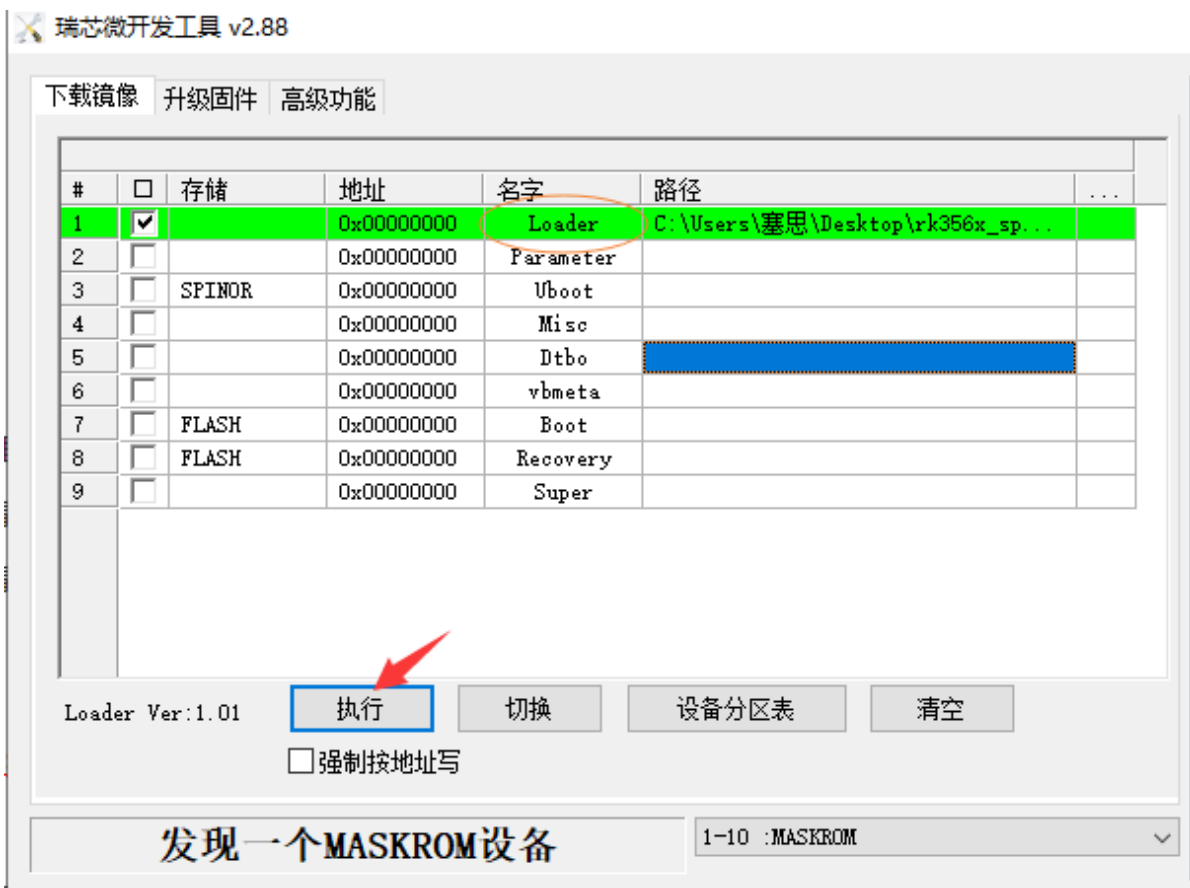 瑞芯微开发工具 v2.88
下载镜像 升级固件 高级功能
# 存储 地址 名字 路径 ...
1 0x00000000 Loader C:\Users\塞思\Desktop\rk356x_sp...
2 0x00000000 Parameter
3 SPINOR 0x00000000 Uboot
4 0x00000000 Misc
5 0x00000000 Dtbo
6 0x00000000 vbmeta
7 FLASH 0x00000000 Boot
8 FLASH 0x00000000 Recovery
9 0x00000000 Super
Loader Ver:1.01 执行 切换 设备分区表 清空
强制按地址写
发现一个MASKROM设备 1-10 :MASKROM